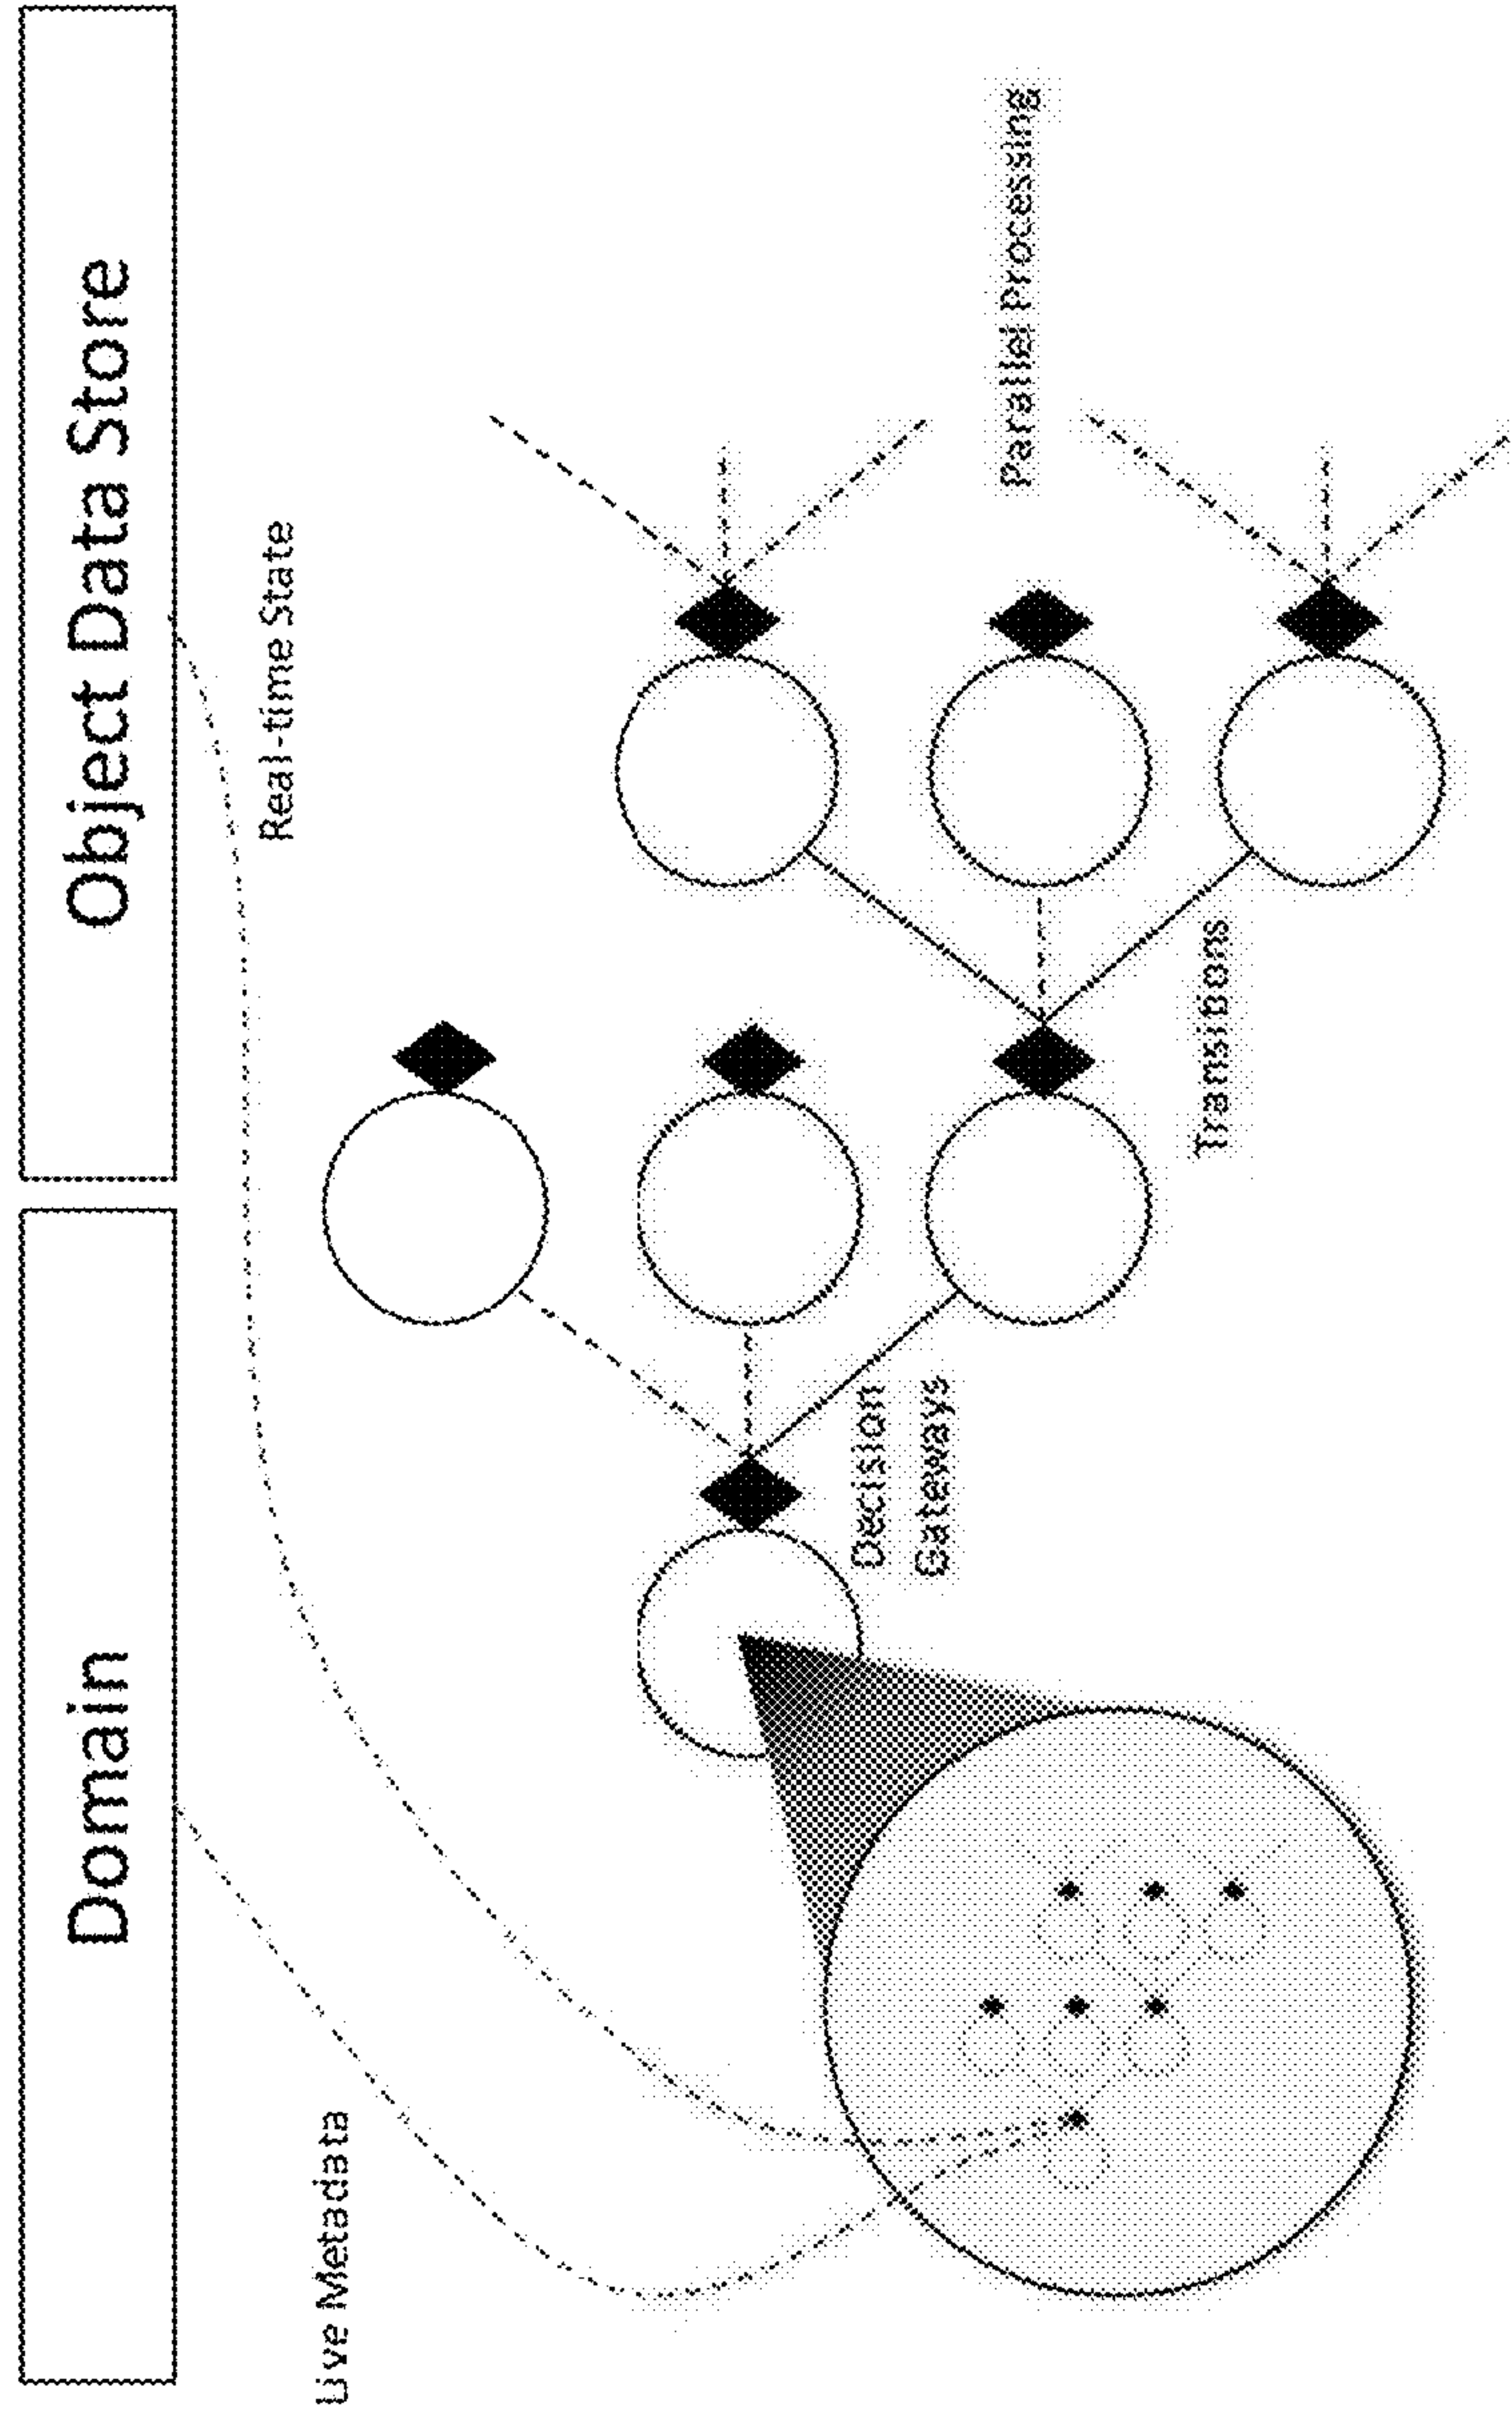 Domain
Object Data Store
Live Metadata
Real-time State
Decision
Gateways
Transitions
Parallel Processing